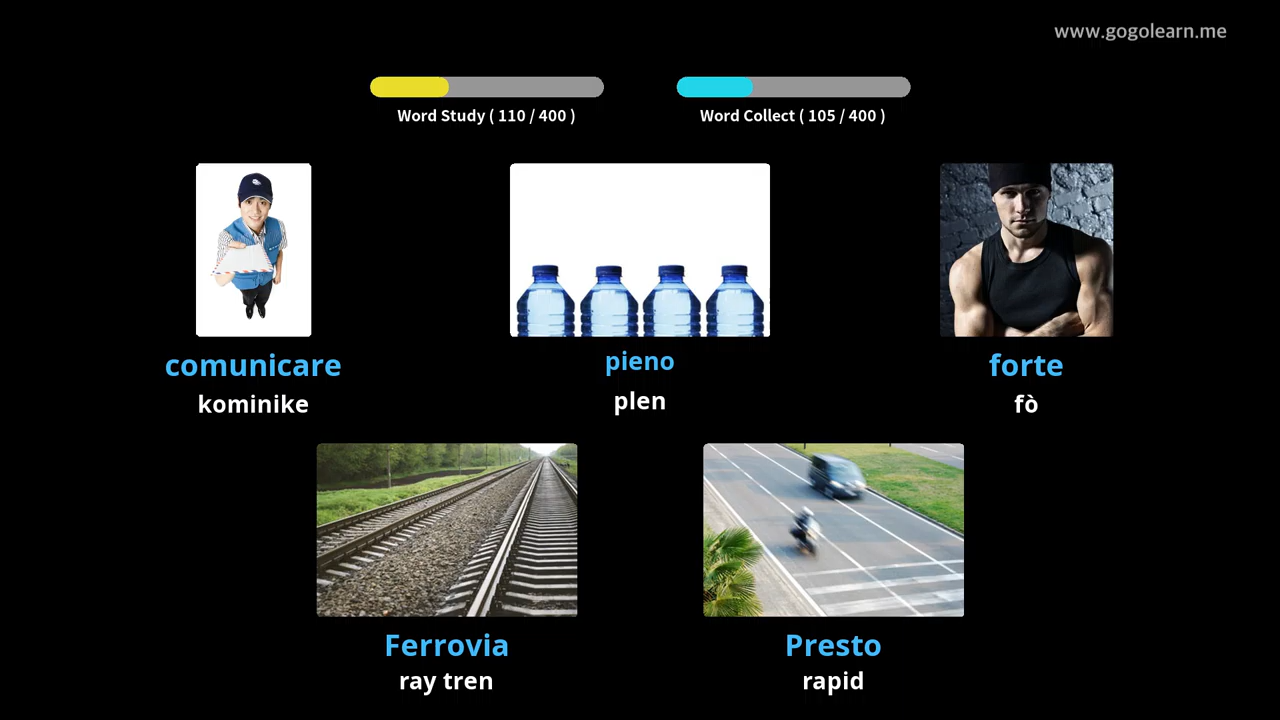 www.gogolearn.me
Word Study ( 110 / 400 )
Word Collect ( 105 / 400 )
comunicare
kominike
pieno
plen
forte
fò
Ferrovia
ray tren
Presto
rapid